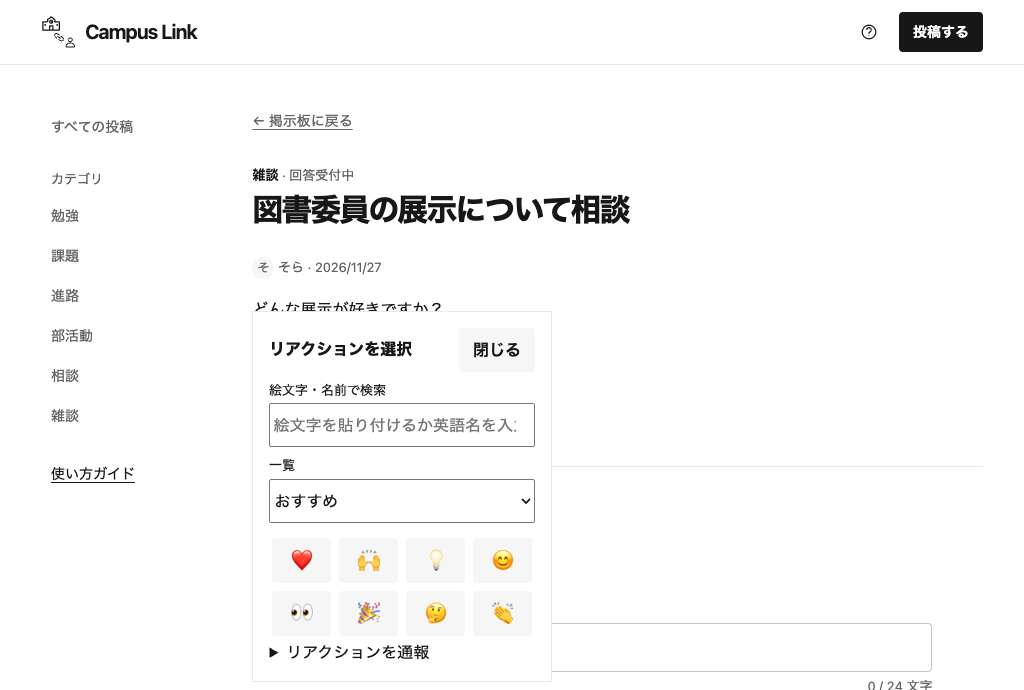 Campus Link
投稿する
すべての投稿
カテゴリ
勉強
課題
進路
部活動
相談
雑談
使い方ガイド
← 掲示板に戻る
雑談 · 回答受付中
図書委員の展示について相談
そ そら · 2026/11/27
どんな展示が好きですか？
リアクションを選択
閉じる
絵文字・名前で検索
絵文字を貼り付けるか英語名を入
一覧
おすすめ
▶ リアクションを通報
0 / 24 文字